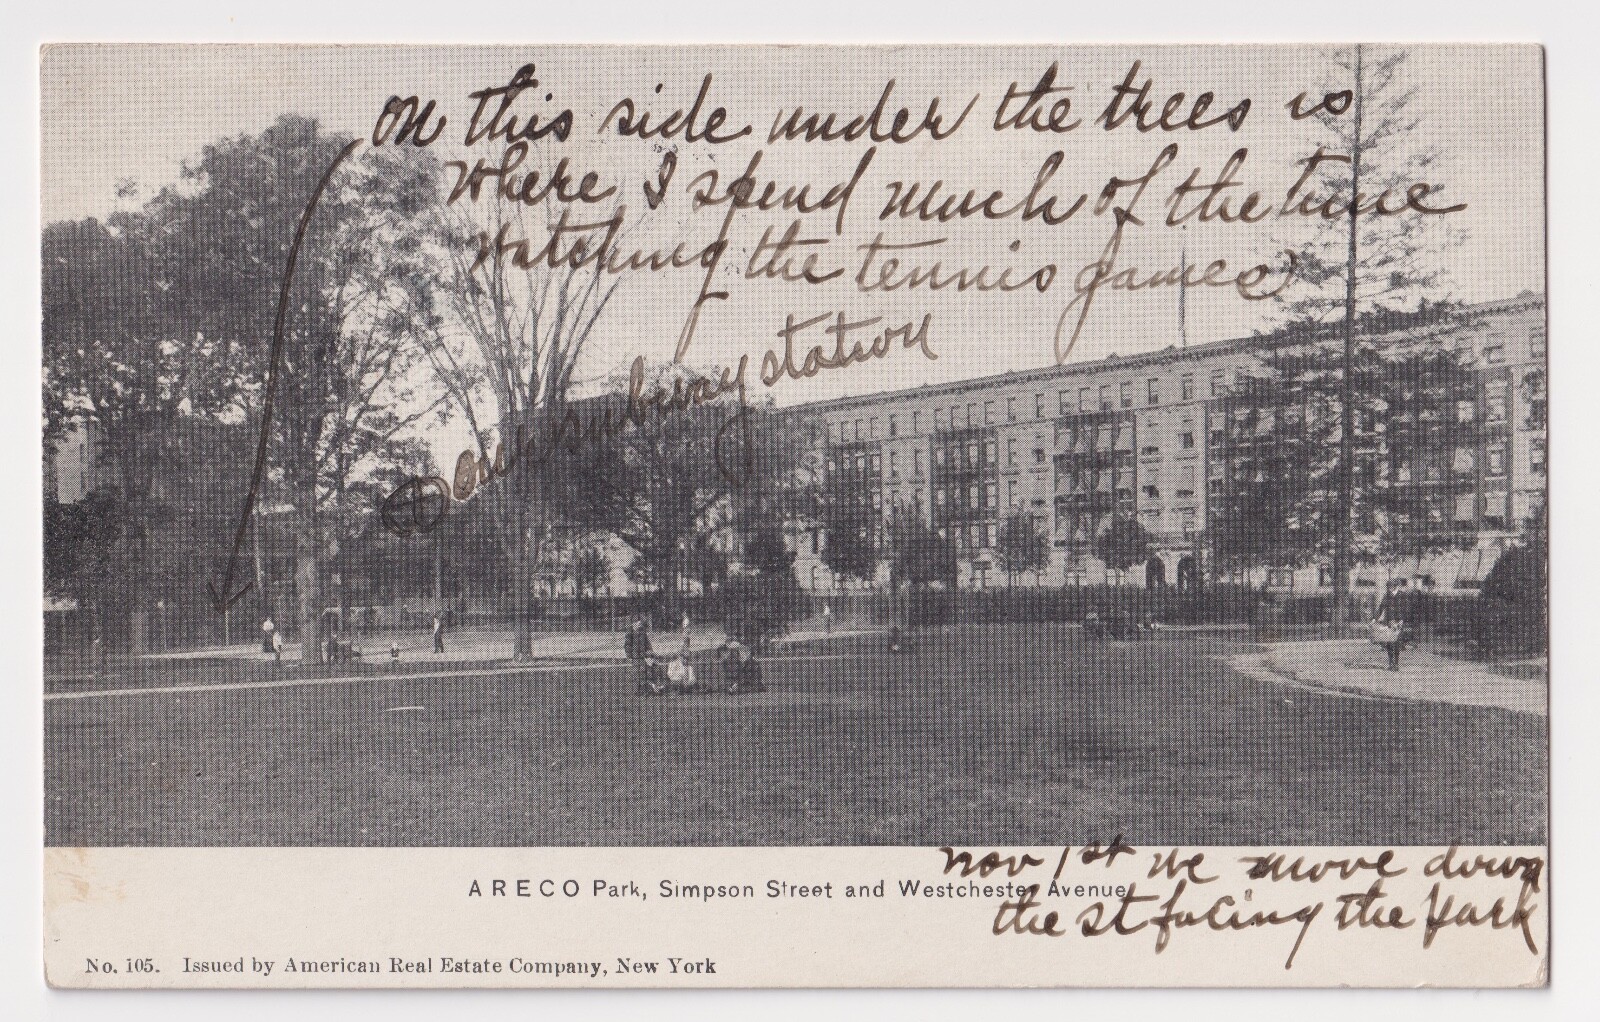 on this side under the trees is
where I spend much of the time
watching the tennis games
subway station
nov 1st we move down
the st facing the park
ARECO Park, Simpson Street and Westchester Avenue
No. 105. Issued by American Real Estate Company, New York